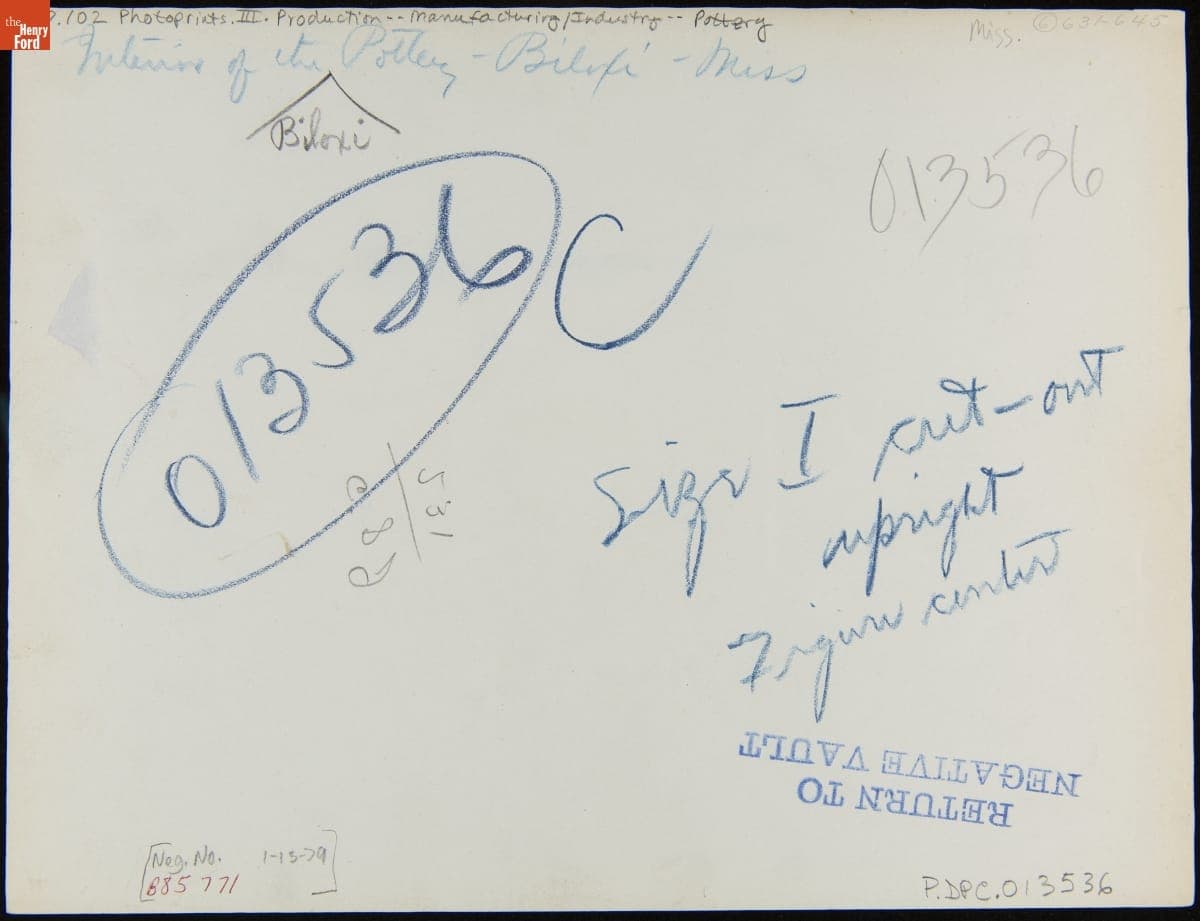 the
Henry
Ford
.102 Photoprints. III. Production -- Manufacturing/Industry -- Pottery
Miss.
Interior of the Pottery - Biloxi - Miss
Biloxi
013536
013536 C
Size I cut-out
upright
Figure center
RETURN TO
NEGATIVE VAULT
[Neg. No. 1-15-79
B85 771]
P.DPC.013536